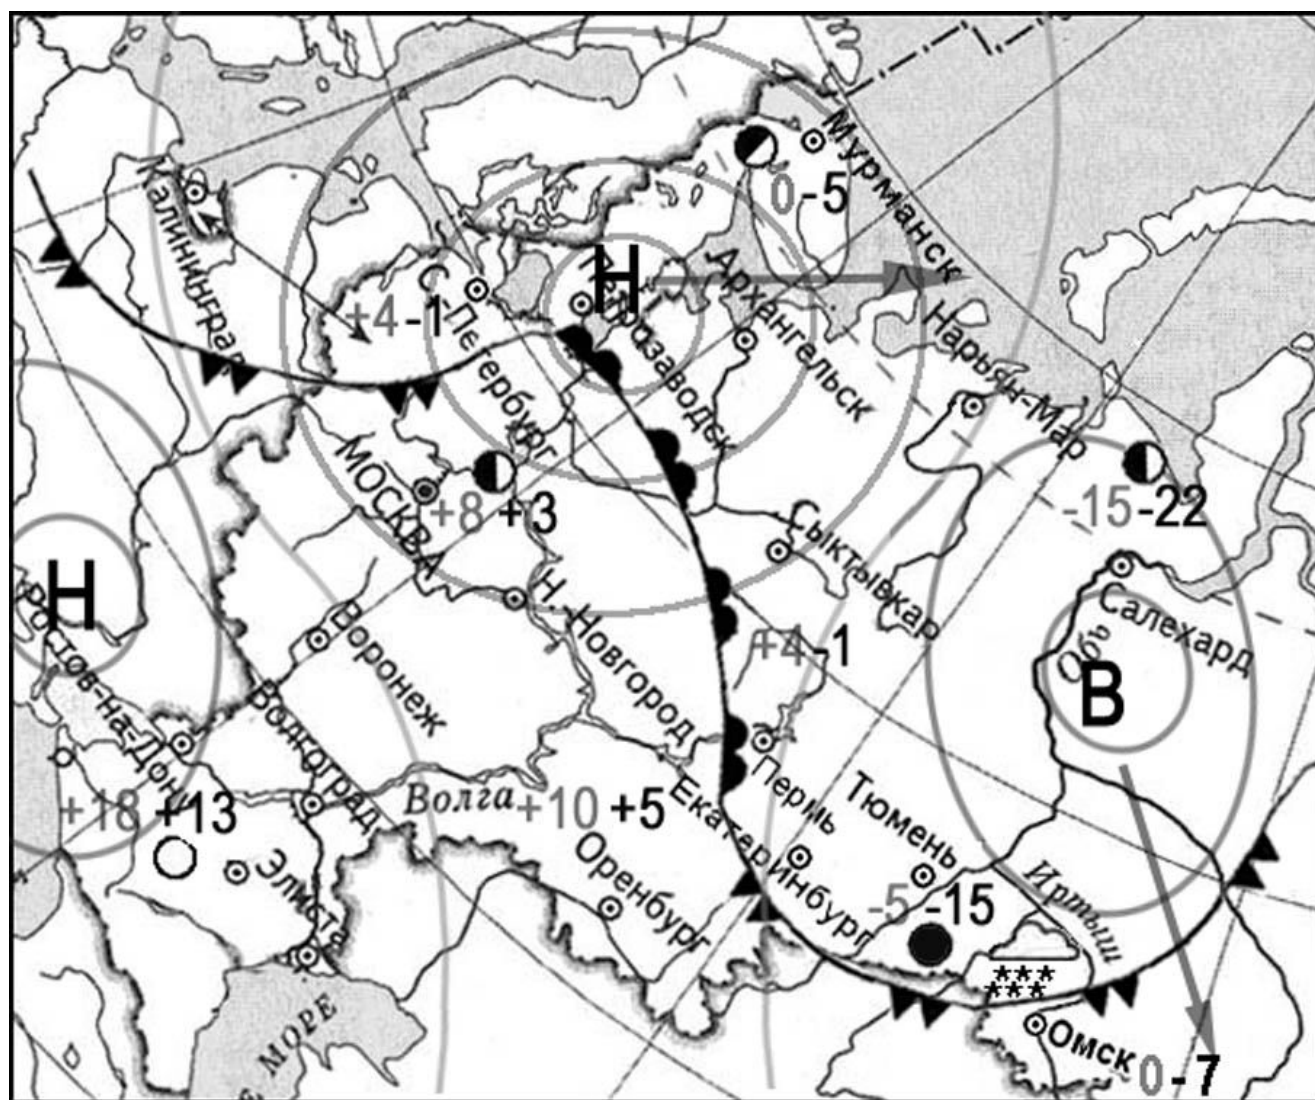 Мурманск
0-5
Калининград
Н
Архангельск
С.-Петербург
+4-1
Петрозаводск
Нарьян-Мар
МОСКВА
+8 +3
-15-22
Сыктывкар
Н
Н.-Новгород
Салехард
Обь
В
+4-1
Воронеж
Ростов-на-Дону
Волгоград
Пермь
Тюмень
Волга
+10 +5
+18 +13
Екатеринбург
Оренбург
Элиста
Иртыш
-5 -15
Е МОРЕ
Омск
0-7